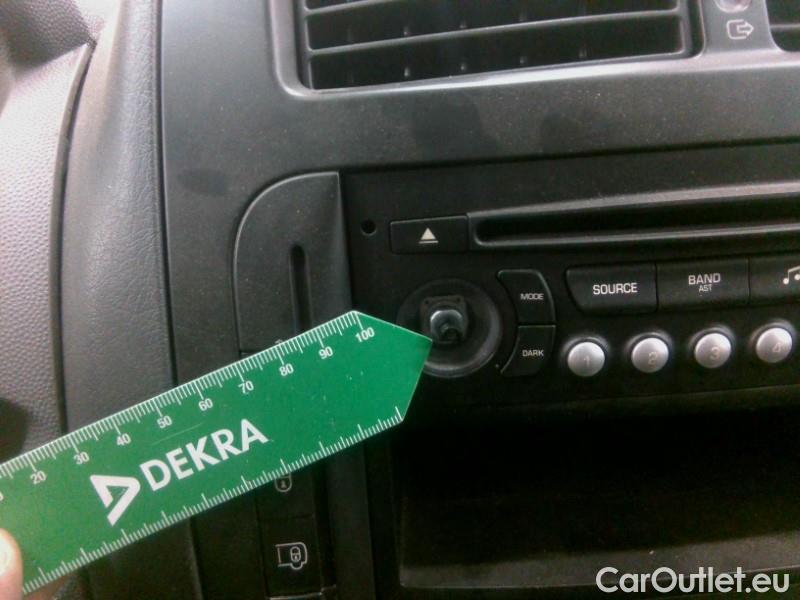 SOURCE
BAND
AST
MODE
DARK
1
2
3
4
20
30
40
50
60
70
80
90
100
DEKRA
CarOutlet.eu